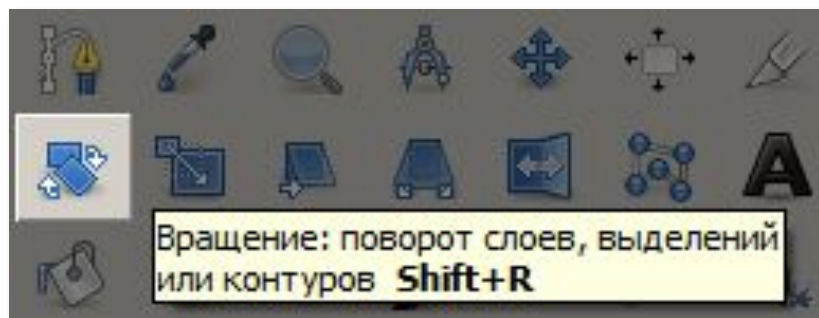 Вращение: поворот слоев, выделений
или контуров Shift+R